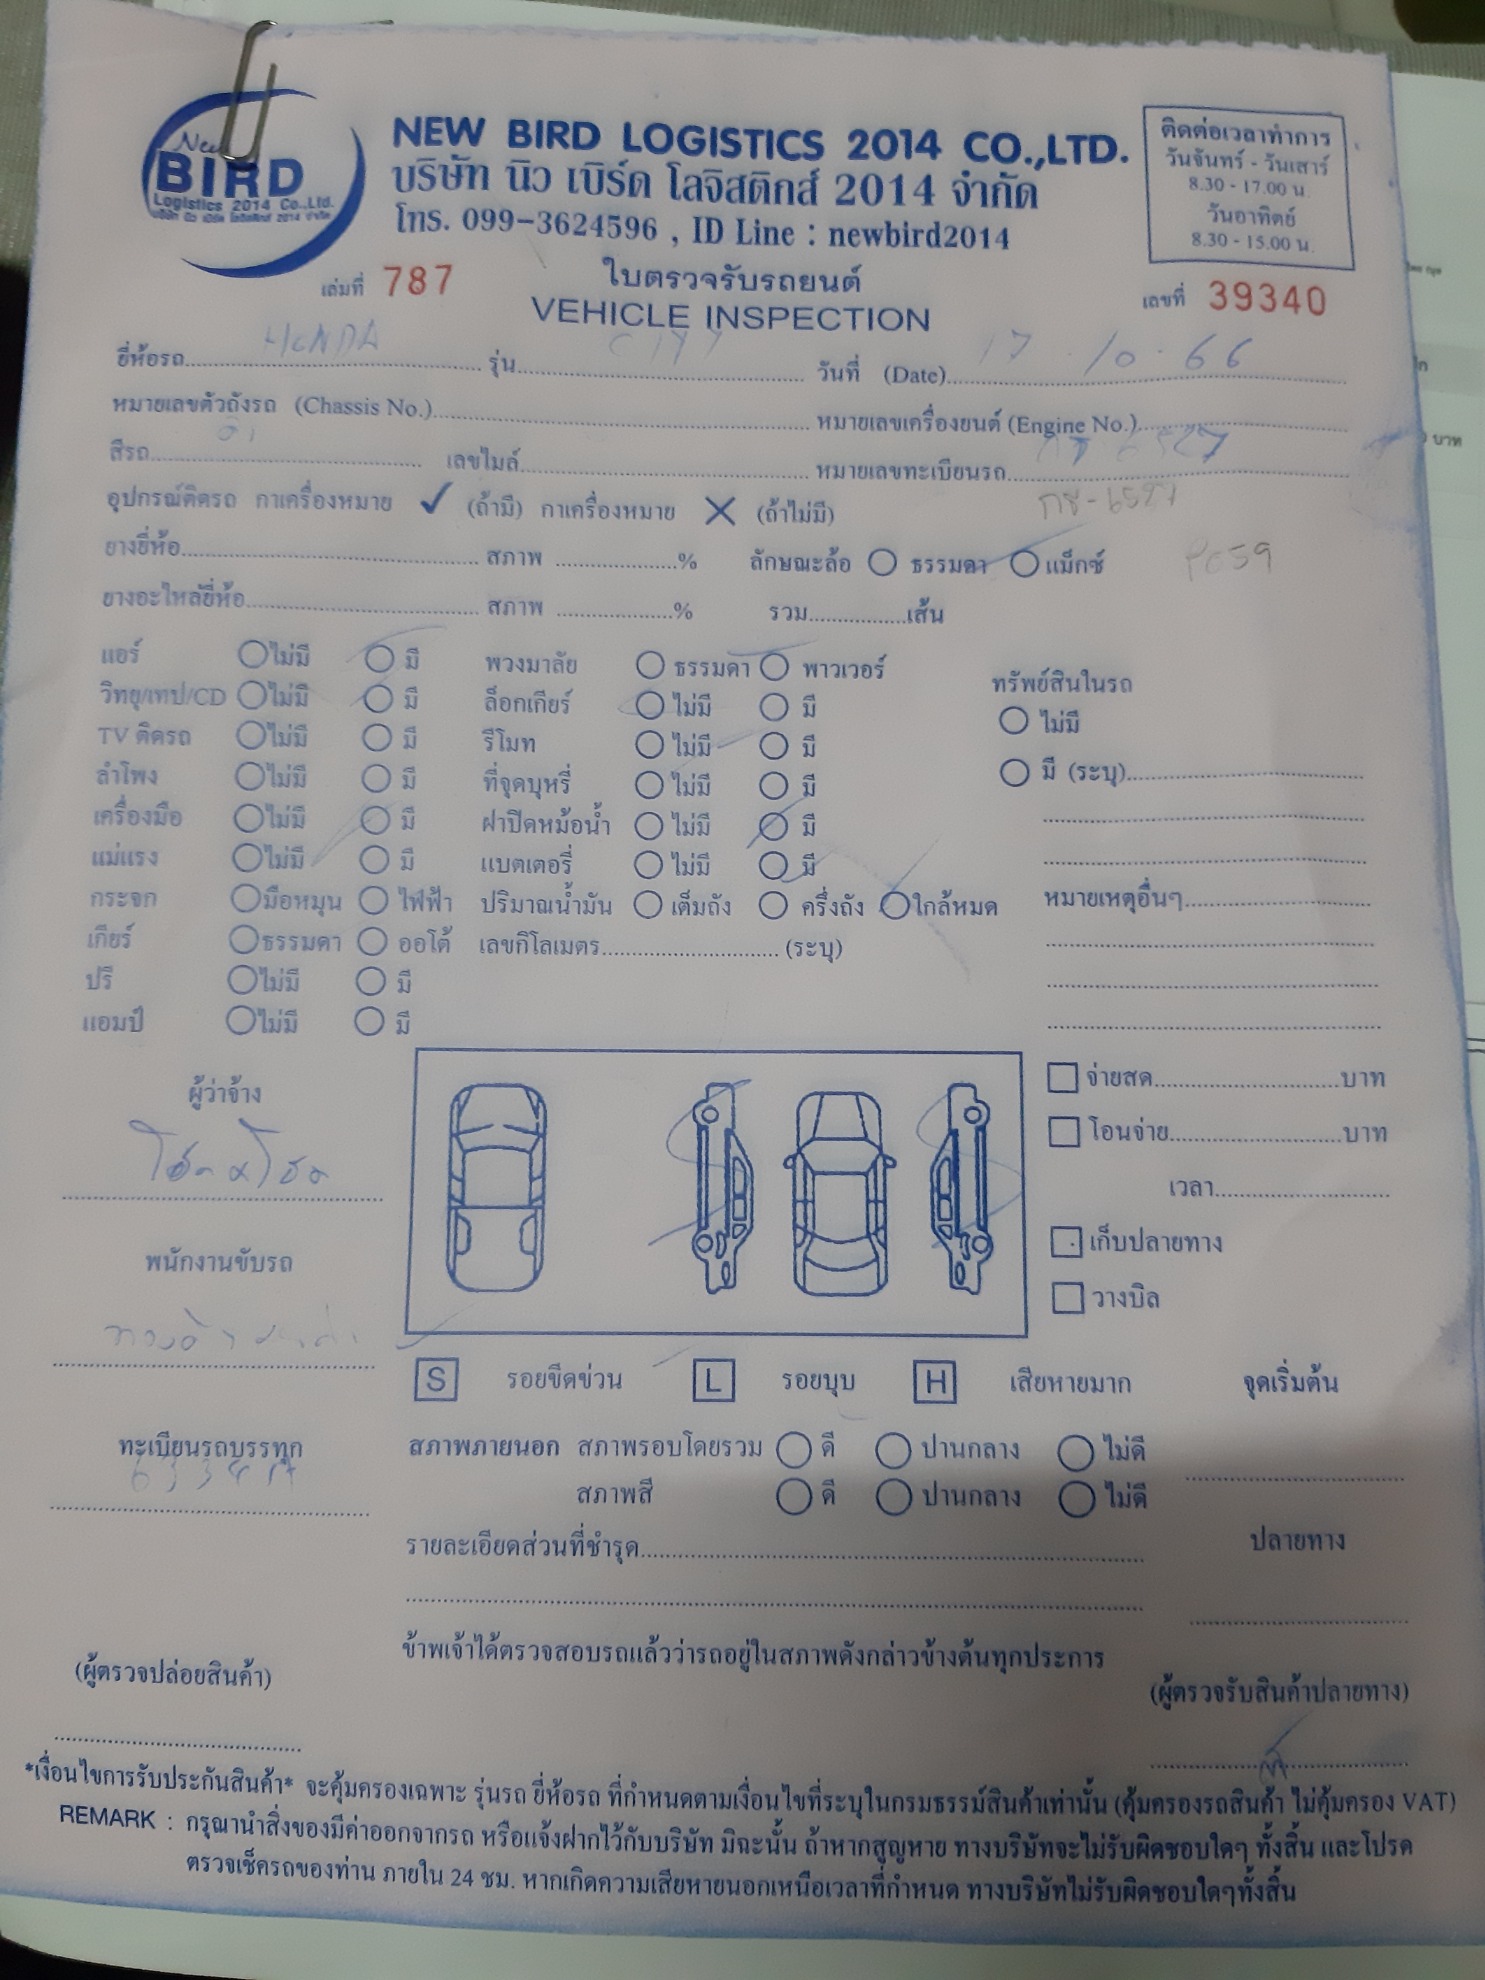 New
BIRD
Logistics 2014 Co.,Ltd.
บริษัท นิว เบิร์ด โลจิสติกส์ 2014 จำกัด
NEW BIRD LOGISTICS 2014 CO.,LTD.
บริษัท นิว เบิร์ด โลจิสติกส์ 2014 จำกัด
โทร. 099-3624596 , ID Line : newbird2014
ติดต่อเวลาทำการ
วันจันทร์ - วันเสาร์
8.30 - 17.00 น.
วันอาทิตย์
8.30 - 15.00 น.
เล่มที่ 787
ใบตรวจรับรถยนต์
VEHICLE INSPECTION
เลขที่ 39340
ยี่ห้อรถ HONDA รุ่น CITY วันที่ (Date) 17.10.66
หมายเลขตัวถังรถ (Chassis No.) หมายเลขเครื่องยนต์ (Engine No.)
สีรถ เลขไมล์ หมายเลขทะเบียนรถ
อุปกรณ์ติดรถ กาเครื่องหมาย ✓ (ถ้ามี) กาเครื่องหมาย ✕ (ถ้าไม่มี)
ยางยี่ห้อ สภาพ % ลักษณะล้อ ธรรมดา แม็กซ์
ยางอะไหล่ยี่ห้อ สภาพ % รวม เส้น
แอร์ ไม่มี มี พวงมาลัย ธรรมดา พาวเวอร์
ทรัพย์สินในรถ
วิทยุ/เทป/CD ไม่มี มี ล็อกเกียร์ ไม่มี มี
ไม่มี
TV ติดรถ ไม่มี มี รีโมท ไม่มี มี
ลำโพง ไม่มี มี ที่จุดบุหรี่ ไม่มี มี
มี (ระบุ)
เครื่องมือ ไม่มี มี ฝาปิดหม้อน้ำ ไม่มี มี
แม่แรง ไม่มี มี แบตเตอรี่ ไม่มี มี
กระจก มือหมุน ไฟฟ้า ปริมาณน้ำมัน เต็มถัง ครึ่งถัง ใกล้หมด หมายเหตุอื่นๆ
เกียร์ ธรรมดา ออโต้ เลขกิโลเมตร (ระบุ)
ปรี ไม่มี มี
แอมป์ ไม่มี มี
ผู้ว่าจ้าง
พนักงานขับรถ
ทะเบียนรถบรรทุก
จ่ายสด บาท
โอนจ่าย บาท
เวลา
เก็บปลายทาง
วางบิล
S รอยขีดข่วน L รอยบุบ H เสียหายมาก จุดเริ่มต้น
สภาพภายนอก สภาพรอบโดยรวม ดี ปานกลาง ไม่ดี
สภาพสี ดี ปานกลาง ไม่ดี
รายละเอียดส่วนที่ชำรุด ปลายทาง
ข้าพเจ้าได้ตรวจสอบรถแล้วว่ารถอยู่ในสภาพดังกล่าวข้างต้นทุกประการ
(ผู้ตรวจปล่อยสินค้า) (ผู้ตรวจรับสินค้าปลายทาง)
*เงื่อนไขการรับประกันสินค้า* จะคุ้มครองเฉพาะ รุ่นรถ ยี่ห้อรถ ที่กำหนดตามเงื่อนไขที่ระบุในกรมธรรม์สินค้าเท่านั้น (คุ้มครองรถสินค้า ไม่คุ้มครอง VAT)
REMARK : กรุณานำสิ่งของมีค่าออกจากรถ หรือแจ้งฝากไว้กับบริษัท มิฉะนั้น ถ้าหากสูญหาย ทางบริษัทจะไม่รับผิดชอบใดๆ ทั้งสิ้น และโปรด
ตรวจเช็ครถของท่าน ภายใน 24 ชม. หากเกิดความเสียหายนอกเหนือเวลาที่กำหนด ทางบริษัทไม่รับผิดชอบใดๆทั้งสิ้น
บาท